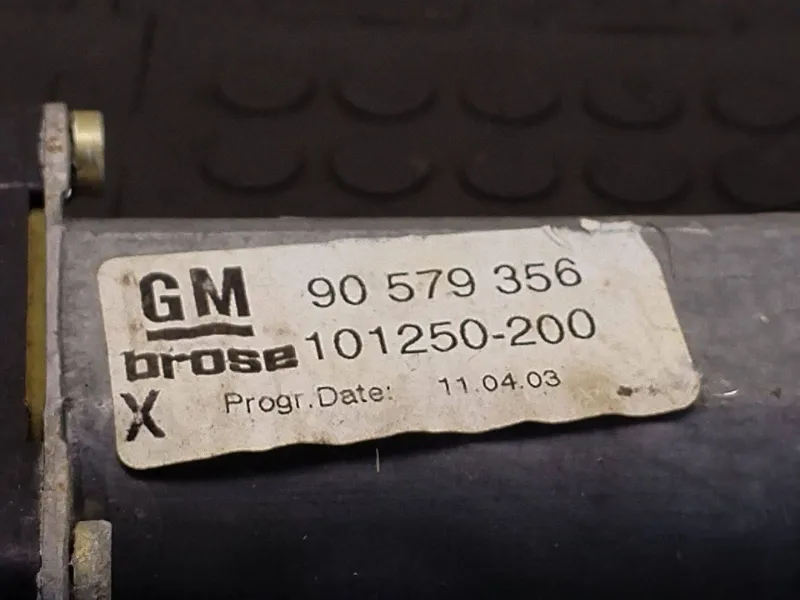 GM 90 579 356
brose 101250-200
X Progr.Date: 11.04.03